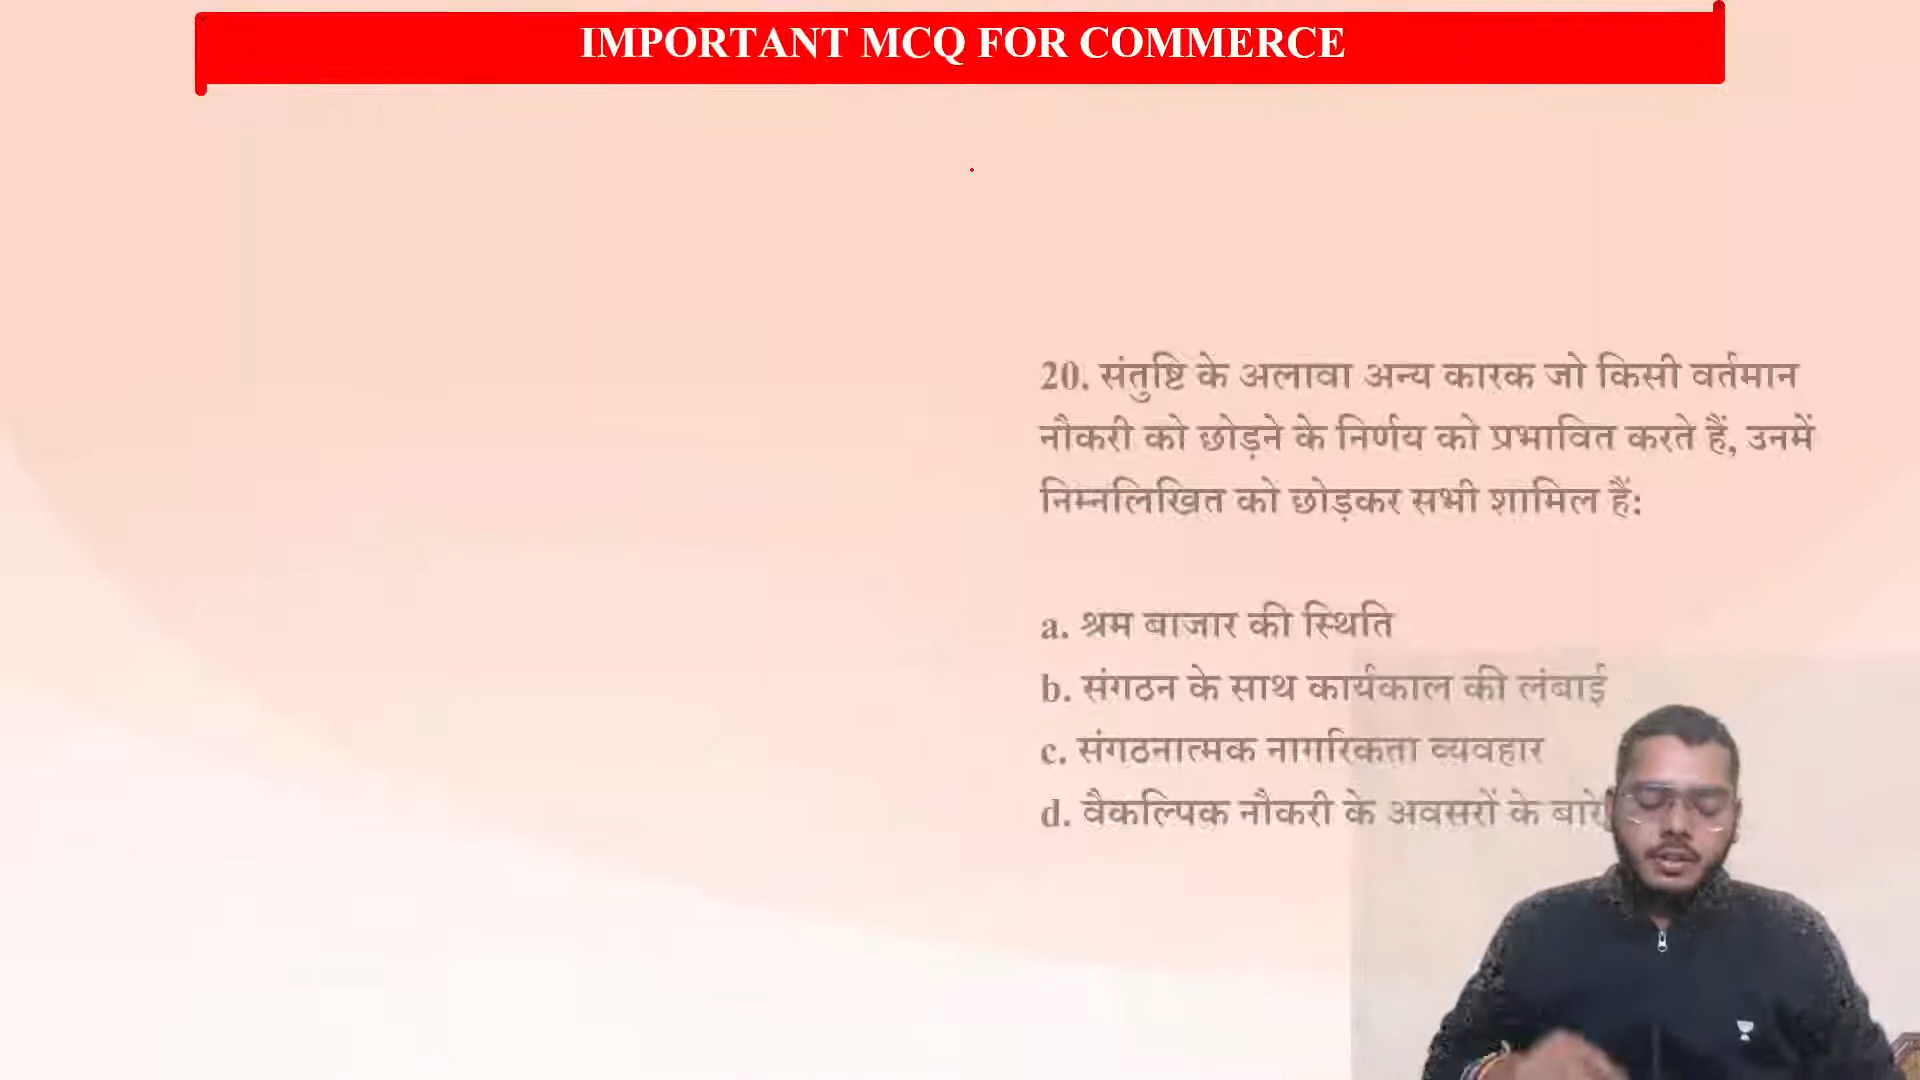 IMPORTANT MCQ FOR COMMERCE
20. संतुष्टि के अलावा अन्य कारक जो किसी वर्तमान
नौकरी को छोड़ने के निर्णय को प्रभावित करते हैं, उनमें
निम्नलिखित को छोड़कर सभी शामिल हैं:
a. श्रम बाजार की स्थिति
b. संगठन के साथ कार्यकाल की लंबाई
c. संगठनात्मक नागरिकता व्यवहार
d. वैकल्पिक नौकरी के अवसरों के बारे